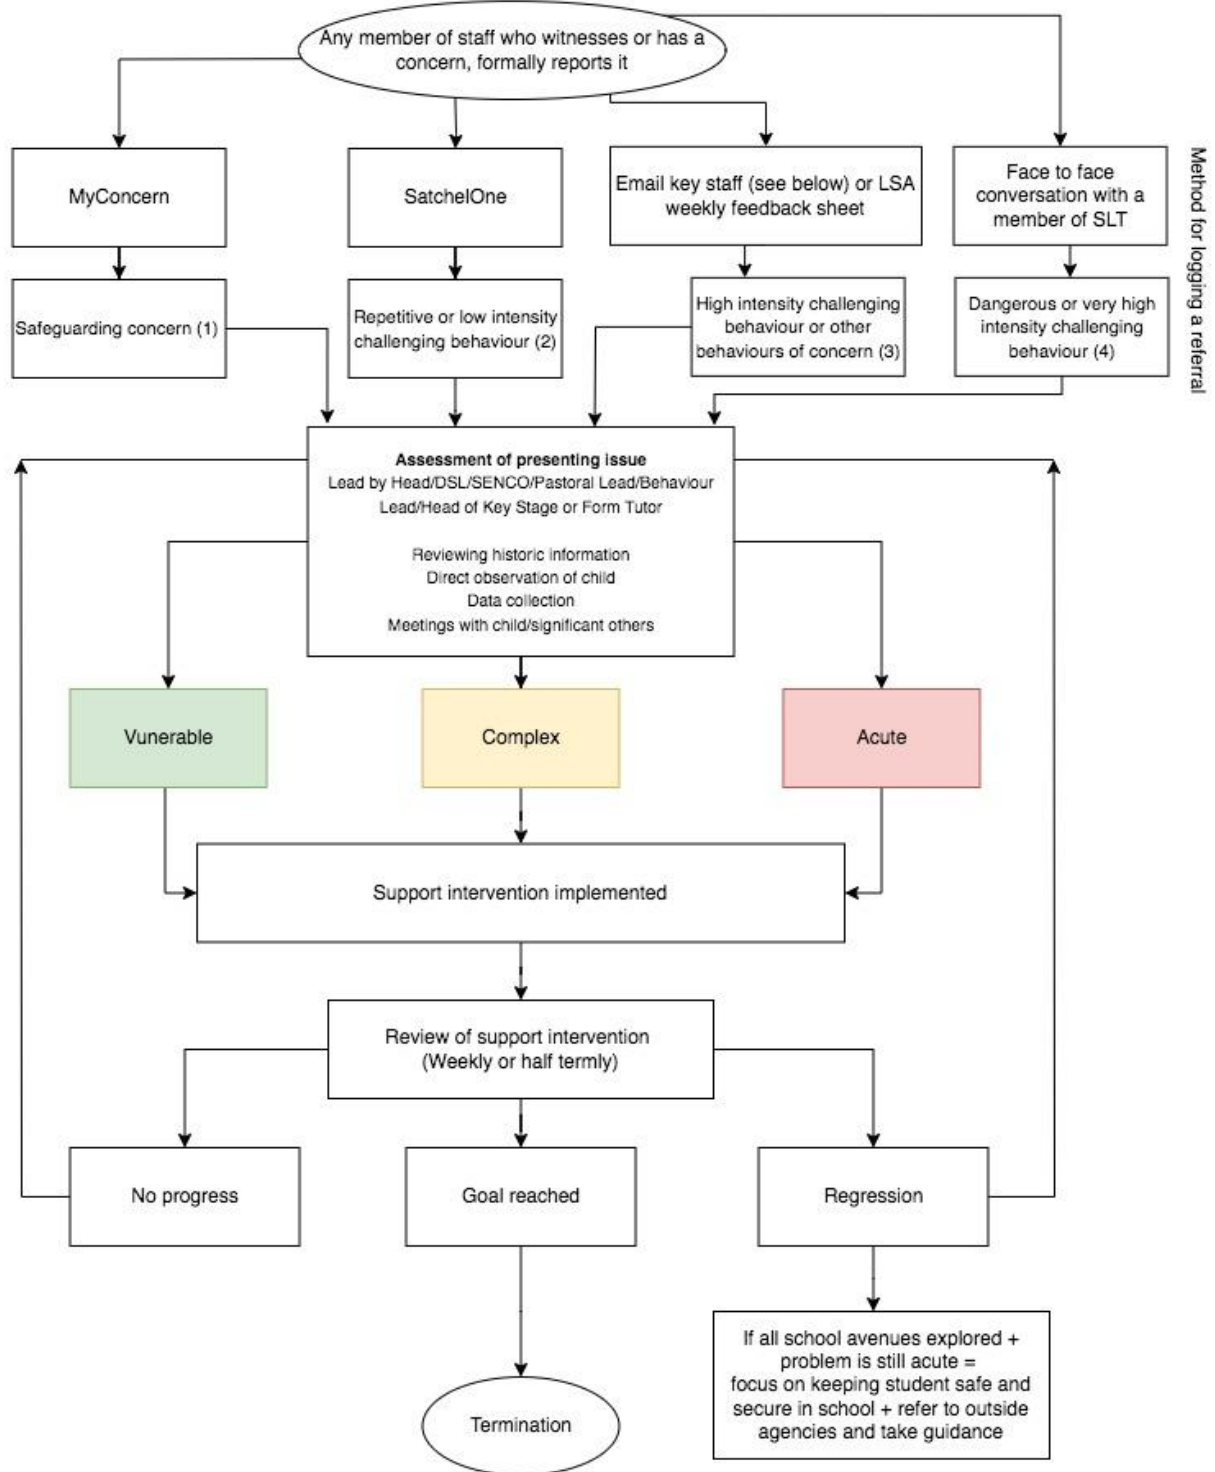 Any member of staff who witnesses or has a
concern, formally reports it
MyConcern
SatchelOne
Email key staff (see below) or LSA
weekly feedback sheet
Face to face
conversation with a
member of SLT
Method for logging a referral
Safeguarding concern (1)
Repetitive or low intensity
challenging behaviour (2)
High intensity challenging
behaviour or other
behaviours of concern (3)
Dangerous or very high
intensity challenging
behaviour (4)
Assessment of presenting issue
Lead by Head/DSL/SENCO/Pastoral Lead/Behaviour
Lead/Head of Key Stage or Form Tutor
Reviewing historic information
Direct observation of child
Data collection
Meetings with child/significant others
Vunerable
Complex
Acute
Support intervention implemented
Review of support intervention
(Weekly or half termly)
No progress
Goal reached
Regression
Termination
If all school avenues explored +
problem is still acute =
focus on keeping student safe and
secure in school + refer to outside
agencies and take guidance